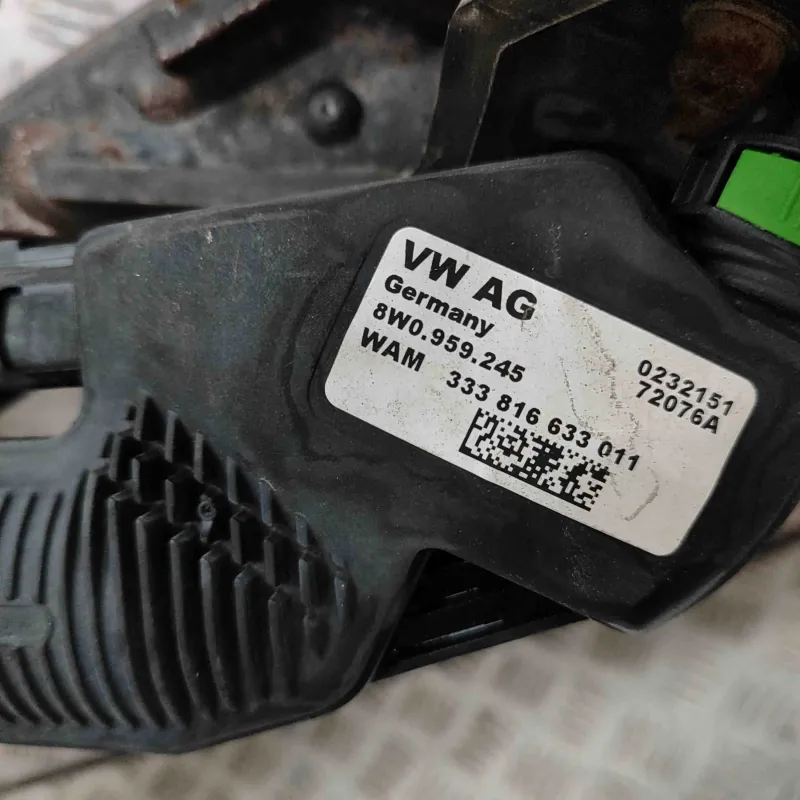 VW AG
Germany
8W0.959.245 0232151
WAM 72076A
333 816 633 011